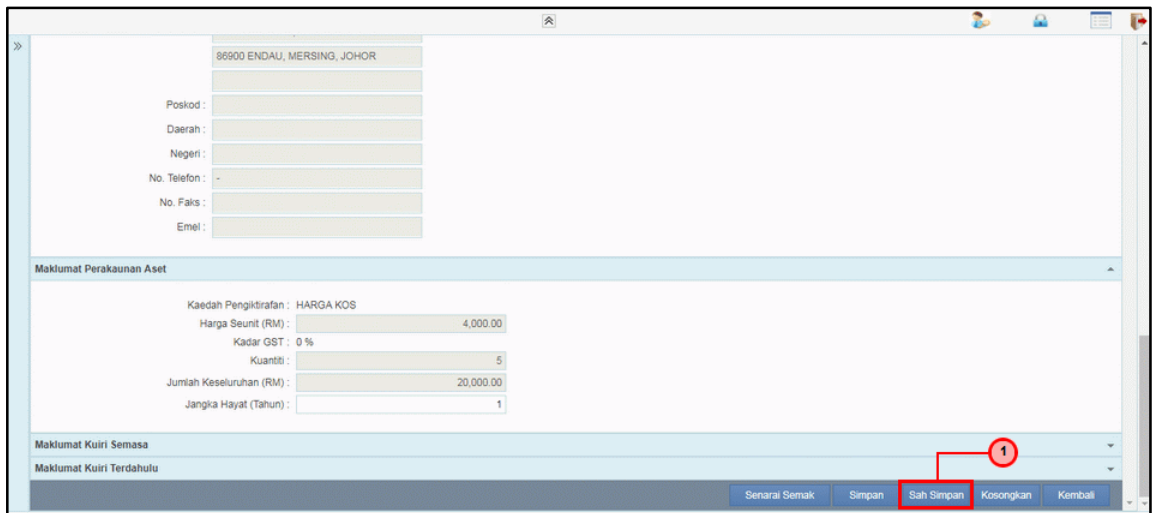 86900 ENDAU, MERSING, JOHOR
Poskod :
Daerah :
Negeri :
No. Telefon : -
No. Faks :
Emel :
Maklumat Perakaunan Aset
Kaedah Pengiktirafan : HARGA KOS
Harga Seunit (RM) : 4,000.00
Kadar GST : 0 %
Kuantiti : 5
Jumlah Keseluruhan (RM) : 20,000.00
Jangka Hayat (Tahun) : 1
Maklumat Kuiri Semasa
1
Maklumat Kuiri Terdahulu
Senarai Semak Simpan Sah Simpan Kosongkan Kembali